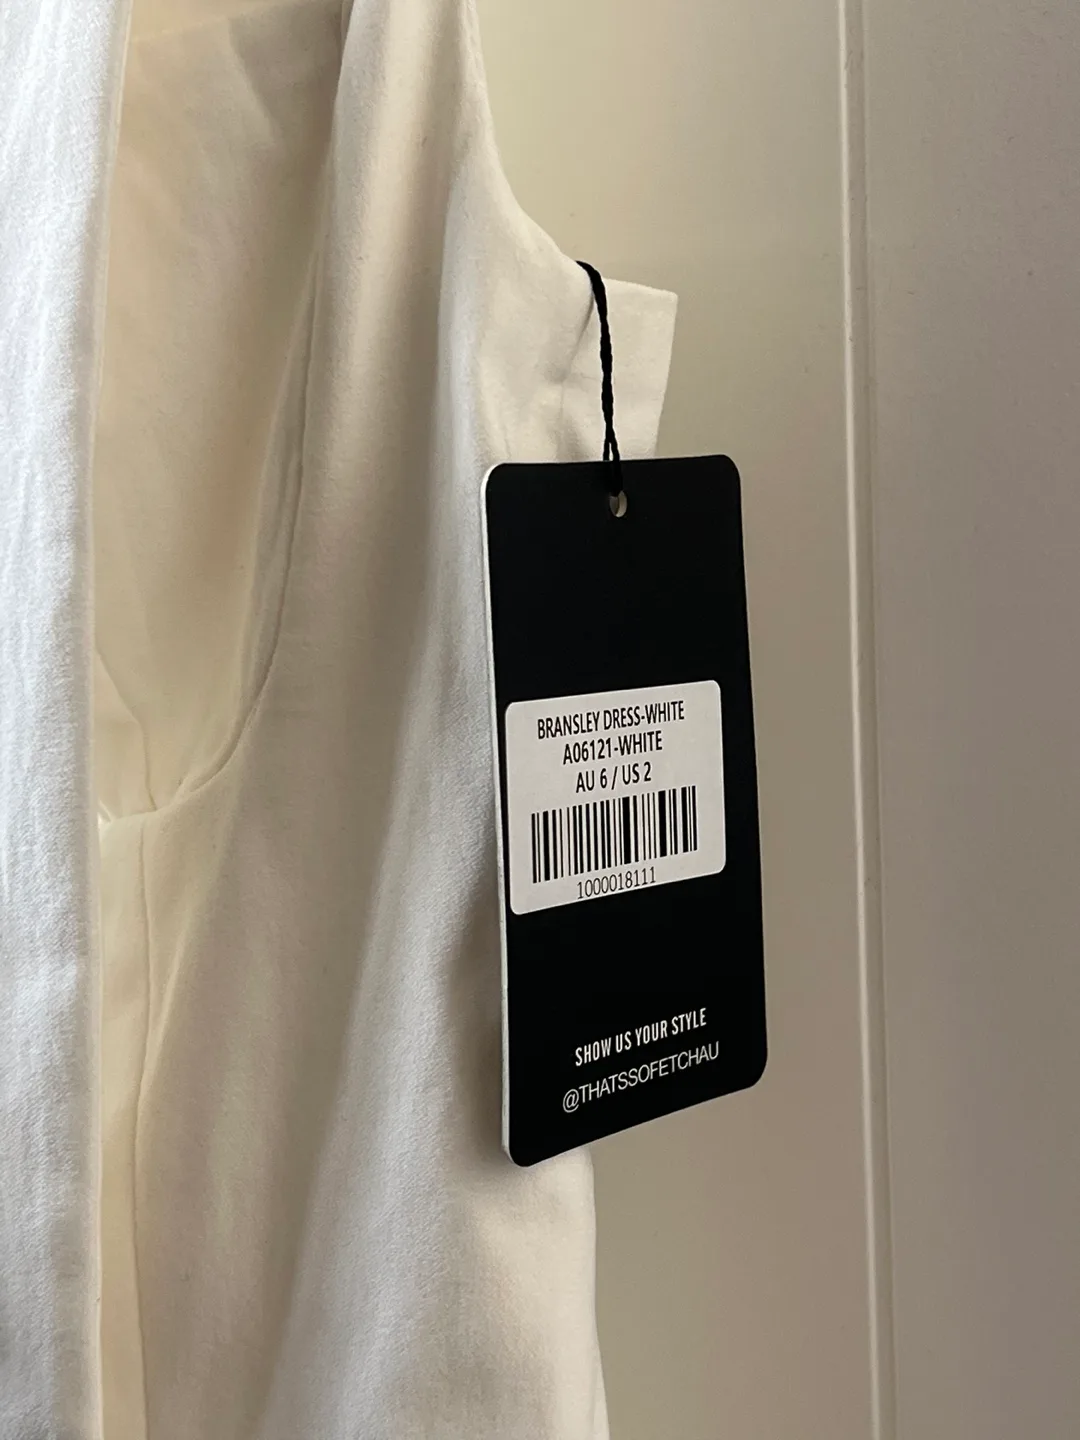 BRANSLEY DRESS-WHITE
A06121-WHITE
AU 6 / US 2
1000018111
SHOW US YOUR STYLE
@THATSSOFETCHAU